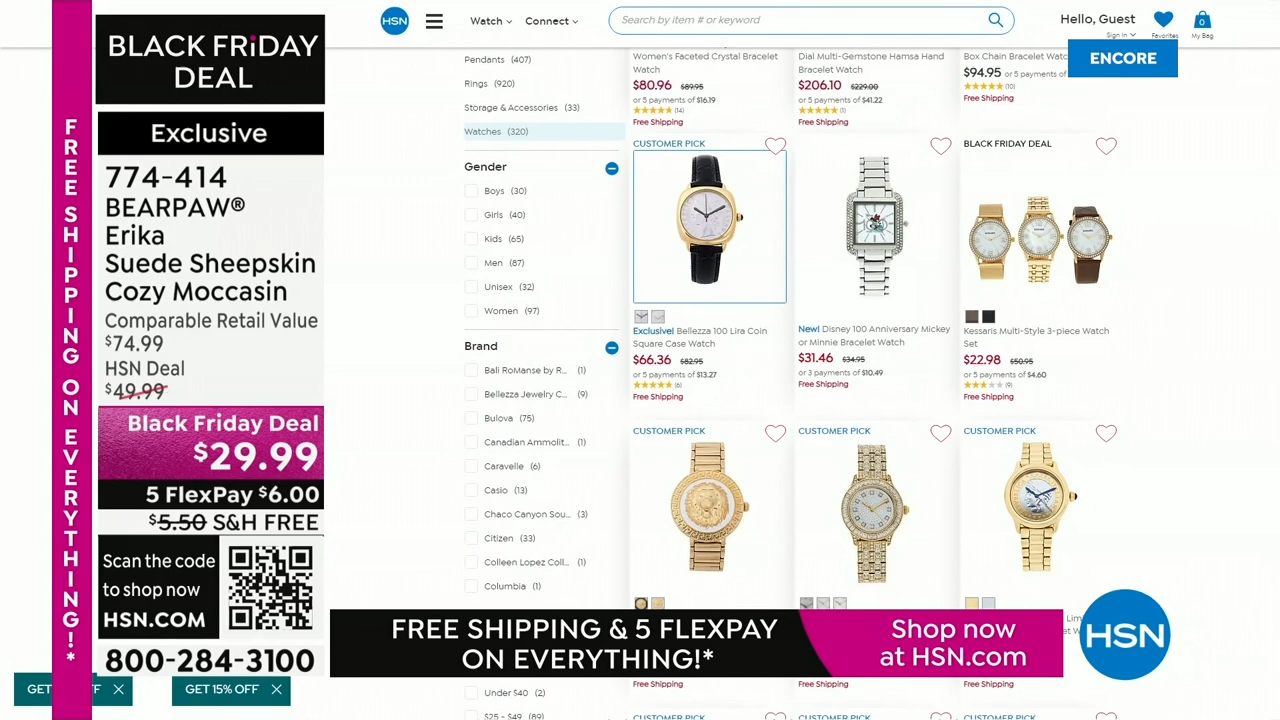 FREE SHIPPING ON EVERYTHING!*
BLACK FRiDAY
DEAL
Exclusive
774-414
BEARPAW®
Erika
Suede Sheepskin
Cozy Moccasin
Comparable Retail Value
$74.99
HSN Deal
$49.99
Black Friday Deal
$29.99
5 FlexPay $6.00
$5.50 S&H FREE
Scan the code
to shop now
HSN.COM
800-284-3100
GET 15% OFF
HSN
Watch
Connect
Search by item # or keyword
Hello, Guest
Sign In
Favorites
0
My Bag
ENCORE
Pendants (407)
Rings (920)
Storage & Accessories (33)
Watches (320)
Gender
Boys (30)
Girls (40)
Kids (65)
Men (87)
Unisex (32)
Women (97)
Brand
Bali RoManse by R... (1)
Bellezza Jewelry C... (9)
Bulova (75)
Canadian Ammolit... (1)
Caravelle (6)
Casio (13)
Chaco Canyon Sou... (3)
Citizen (33)
Colleen Lopez Coll... (1)
Columbia (1)
Under $40 (2)
$25 - $49 (89)
Women's Faceted Crystal Bracelet
Watch
$80.96 $89.95
or 5 payments of $16.19
(14)
Free Shipping
Dial Multi-Gemstone Hamsa Hand
Bracelet Watch
$206.10 $229.00
or 5 payments of $41.22
(1)
Free Shipping
Box Chain Bracelet Watc
$94.95 or 5 payments of
(10)
Free Shipping
CUSTOMER PICK
Exclusive! Bellezza 100 Lira Coin
Square Case Watch
$66.36 $82.95
or 5 payments of $13.27
(6)
Free Shipping
New! Disney 100 Anniversary Mickey
or Minnie Bracelet Watch
$31.46 $34.95
or 3 payments of $10.49
Free Shipping
BLACK FRIDAY DEAL
Kessaris Multi-Style 3-piece Watch
Set
$22.98 $50.95
or 5 payments of $4.60
(9)
Free Shipping
CUSTOMER PICK
CUSTOMER PICK
CUSTOMER PICK
FREE SHIPPING & 5 FLEXPAY
ON EVERYTHING!*
Shop now
at HSN.com
HSN
Free Shipping
Free Shipping
Free Shipping
CUSTOMER PICK